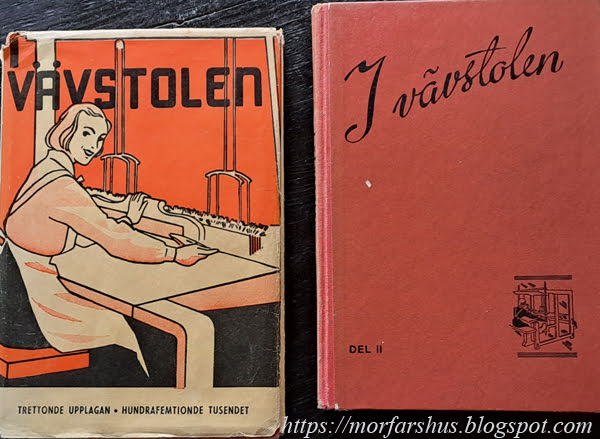 I
VÄVSTOLEN
TRETTONDE UPPLAGAN • HUNDRAFEMTIONDE TUSENDET
I vävstolen
DEL II
https://morfarshus.blogspot.com